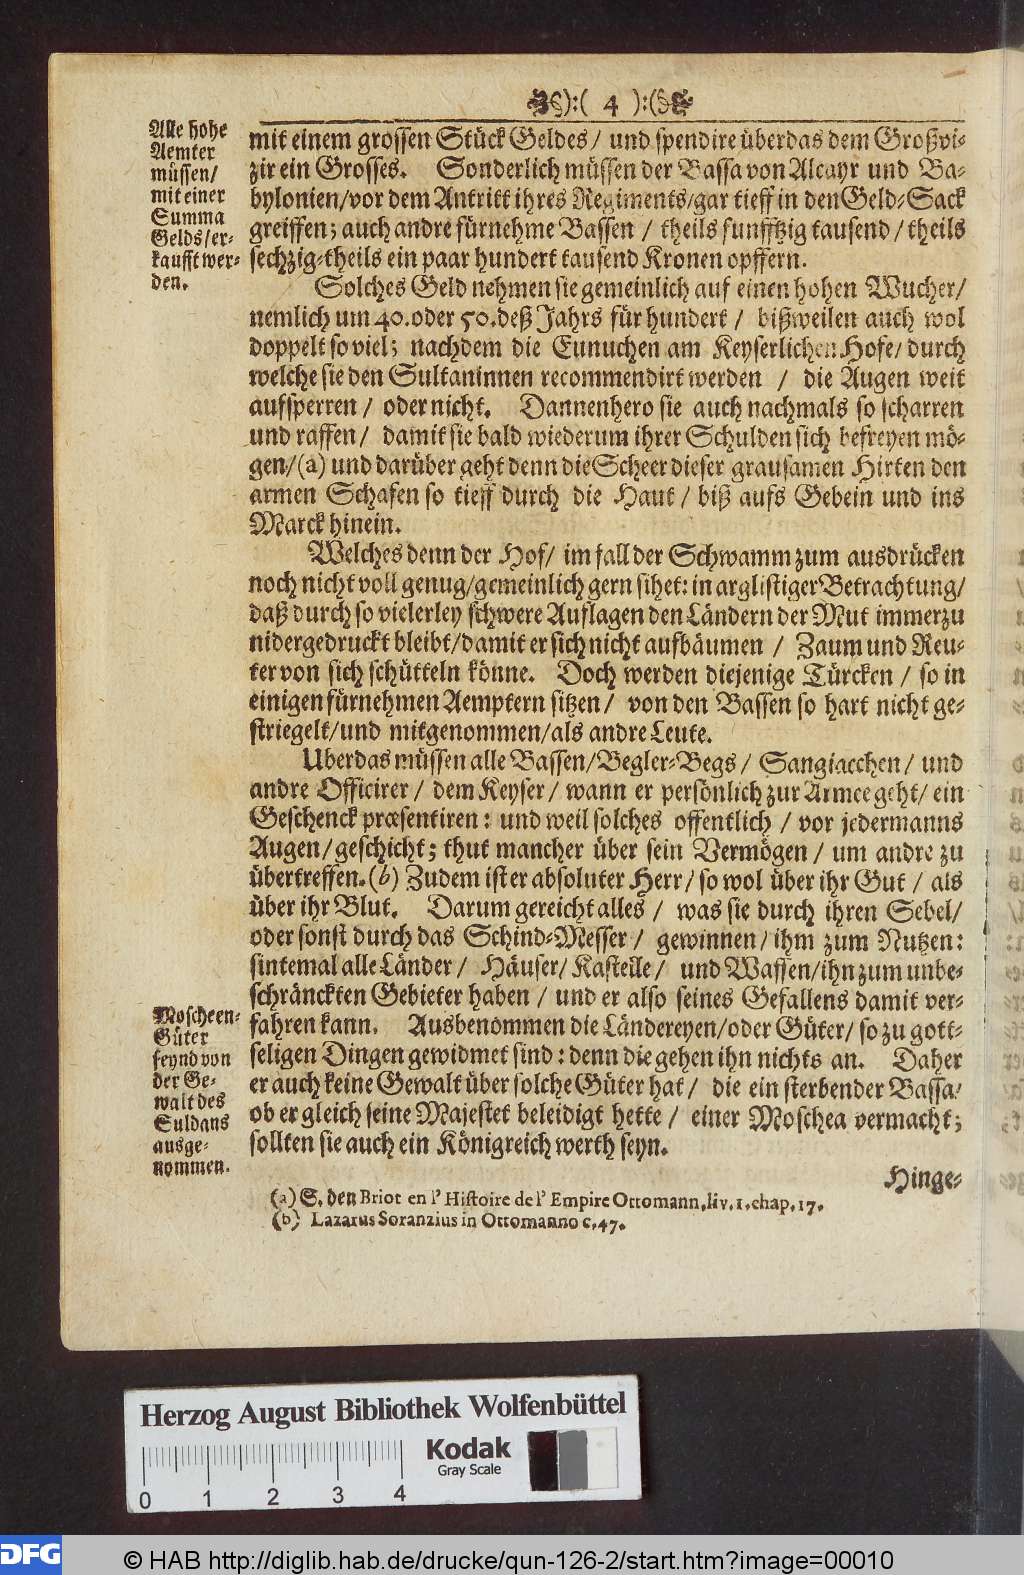 ):( 4 ):(
Alle hohe
Aemter
müssen/
mit einer
Summa
Gelds/er-
kaufft wer-
den.
mit einem grossen Stück Geldes/ und spendire überdas dem Großvi-
zir ein Grosses. Sonderlich müssen der Bassa von Alcayr und Ba-
bylonien/vor dem Antritt ihres Regiments/gar tieff in den Geld-Sack
greiffen; auch andre fürnehme Bassen / theils funfftzig tausend/theils
sechzig-theils ein paar hundert tausend Kronen opffern.
Solches Geld nehmen sie gemeinlich auf einen hohen Wucher/
nemlich um 40. oder 50. deß Jahrs für hundert / bißweilen auch wol
doppelt so viel; nachdem die Eunuchen am Keyserlichen Hofe/ durch
welche sie den Sultaninnen recommendirt werden / die Augen weit
aufsperren / oder nicht. Dannenhero sie auch nachmals so scharren
und raffen/ damit sie bald wiederum ihrer Schulden sich befreyen mö-
gen/(a) und darüber geht denn die Scheer dieser grausamen Hirten den
armen Schafen so tieff durch die Haut / biß aufs Gebein und ins
Marck hinein.
Welches denn der Hof/ im fall der Schwamm zum ausdrücken
noch nicht voll genug/gemeinlich gern sihet: in arglistiger Betrachtung/
daß durch so vielerley schwere Auflagen den Ländern der Mut immerzu
nidergedruckt bleibt/damit er sich nicht aufbäumen / Zaum und Reu-
ter von sich schütteln könne. Doch werden diejenige Türcken / so in
einigen fürnehmen Aemptern sitzen/ von den Bassen so hart nicht ge-
striegelt/und mitgenommen/als andre Leute.
Uberdas müssen alle Bassen/Begler-Begs / Sangiacchen/ und
andre Officirer/ dem Keyser/ wann er persönlich zur Armee geht/ ein
Geschenck præsentiren: und weil solches offentlich / vor jedermanns
Augen/geschicht; thut mancher über sein Vermögen / um andre zu
übertreffen.(b) Zudem ist er absoluter Herr/ so wol über ihr Gut / als
über ihr Blut. Darum gereicht alles / was sie durch ihren Sebel/
oder sonst durch das Schind-Messer / gewinnen/ ihm zum Nutzen:
sintemal alle Länder/ Häuser/ Kastelle/ und Waffen/ihn zum unbe-
schränckten Gebieter haben / und er also seines Gefallens damit ver-
fahren kann. Ausbenommen die Ländereyen/oder Güter/ so zu gott-
seligen Dingen gewidmet sind: denn die gehen ihn nichts an. Daher
er auch keine Gewalt über solche Güter hat/ die ein sterbender Bassa/
ob er gleich seine Majestet beleidigt hette / einer Moschea vermacht;
sollten sie auch ein Königreich werth seyn.
Moscheen-
Güter
seynd von
der Ge-
walt des
Suldans
ausge-
nommen.
Hinge-
(a) S. den Briot en l' Histoire de l' Empire Ottomann. liv. 1. chap. 17.
(b) Lazarus Soranzius in Ottomanno c. 47.
Herzog August Bibliothek Wolfenbüttel
Kodak
Gray Scale
0 1 2 3 4
DFG
© HAB http://diglib.hab.de/drucke/qun-126-2/start.htm?image=00010